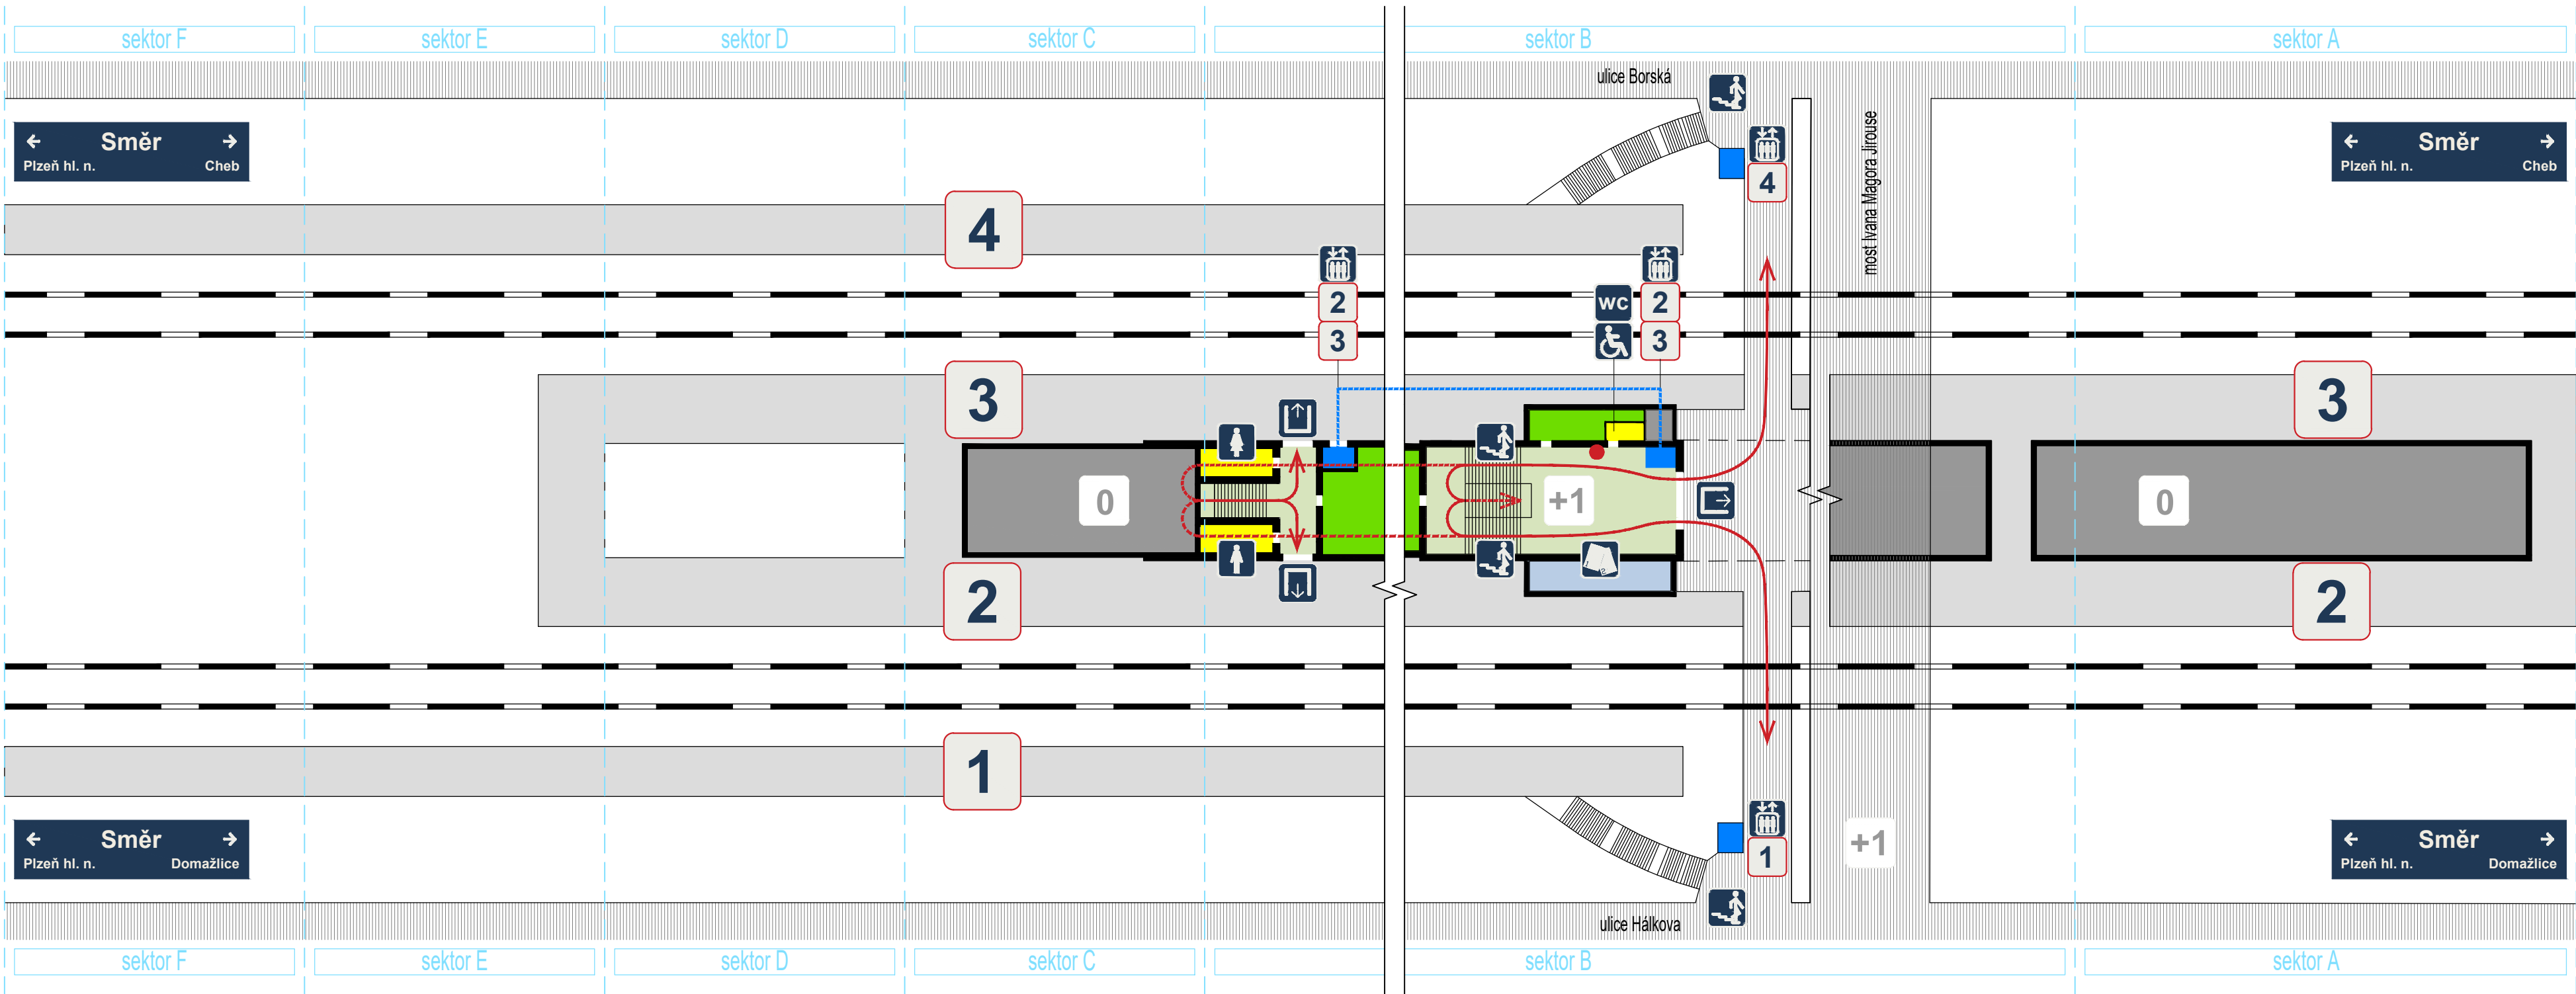 sektor F sektor E sektor D sektor C sektor B sektor A
ulice Borská
most Ivana Magora Jirouse
← Směr →
Plzeň hl. n. Cheb
← Směr →
Plzeň hl. n. Cheb
4
4
2
3
WC
2
3
3
3
0
+1
0
2
2
1
1
+1
← Směr →
Plzeň hl. n. Domažlice
← Směr →
Plzeň hl. n. Domažlice
ulice Hálkova
sektor F sektor E sektor D sektor C sektor B sektor A